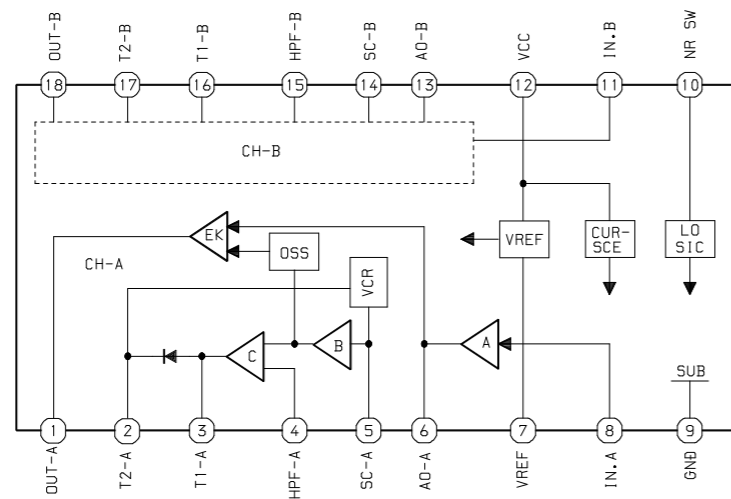 OUT-B T2-B T1-B HPF-B SC-B AO-B VCC IN.B NR SW
18 17 16 15 14 13 12 11 10
CH-B
EK
OSS
VREF
CUR-
SCE
LO
SIC
CH-A
VCR
C
B
A
SUB
1 2 3 4 5 6 7 8 9
OUT-A T2-A T1-A HPF-A SC-A AO-A VREF IN.A GND